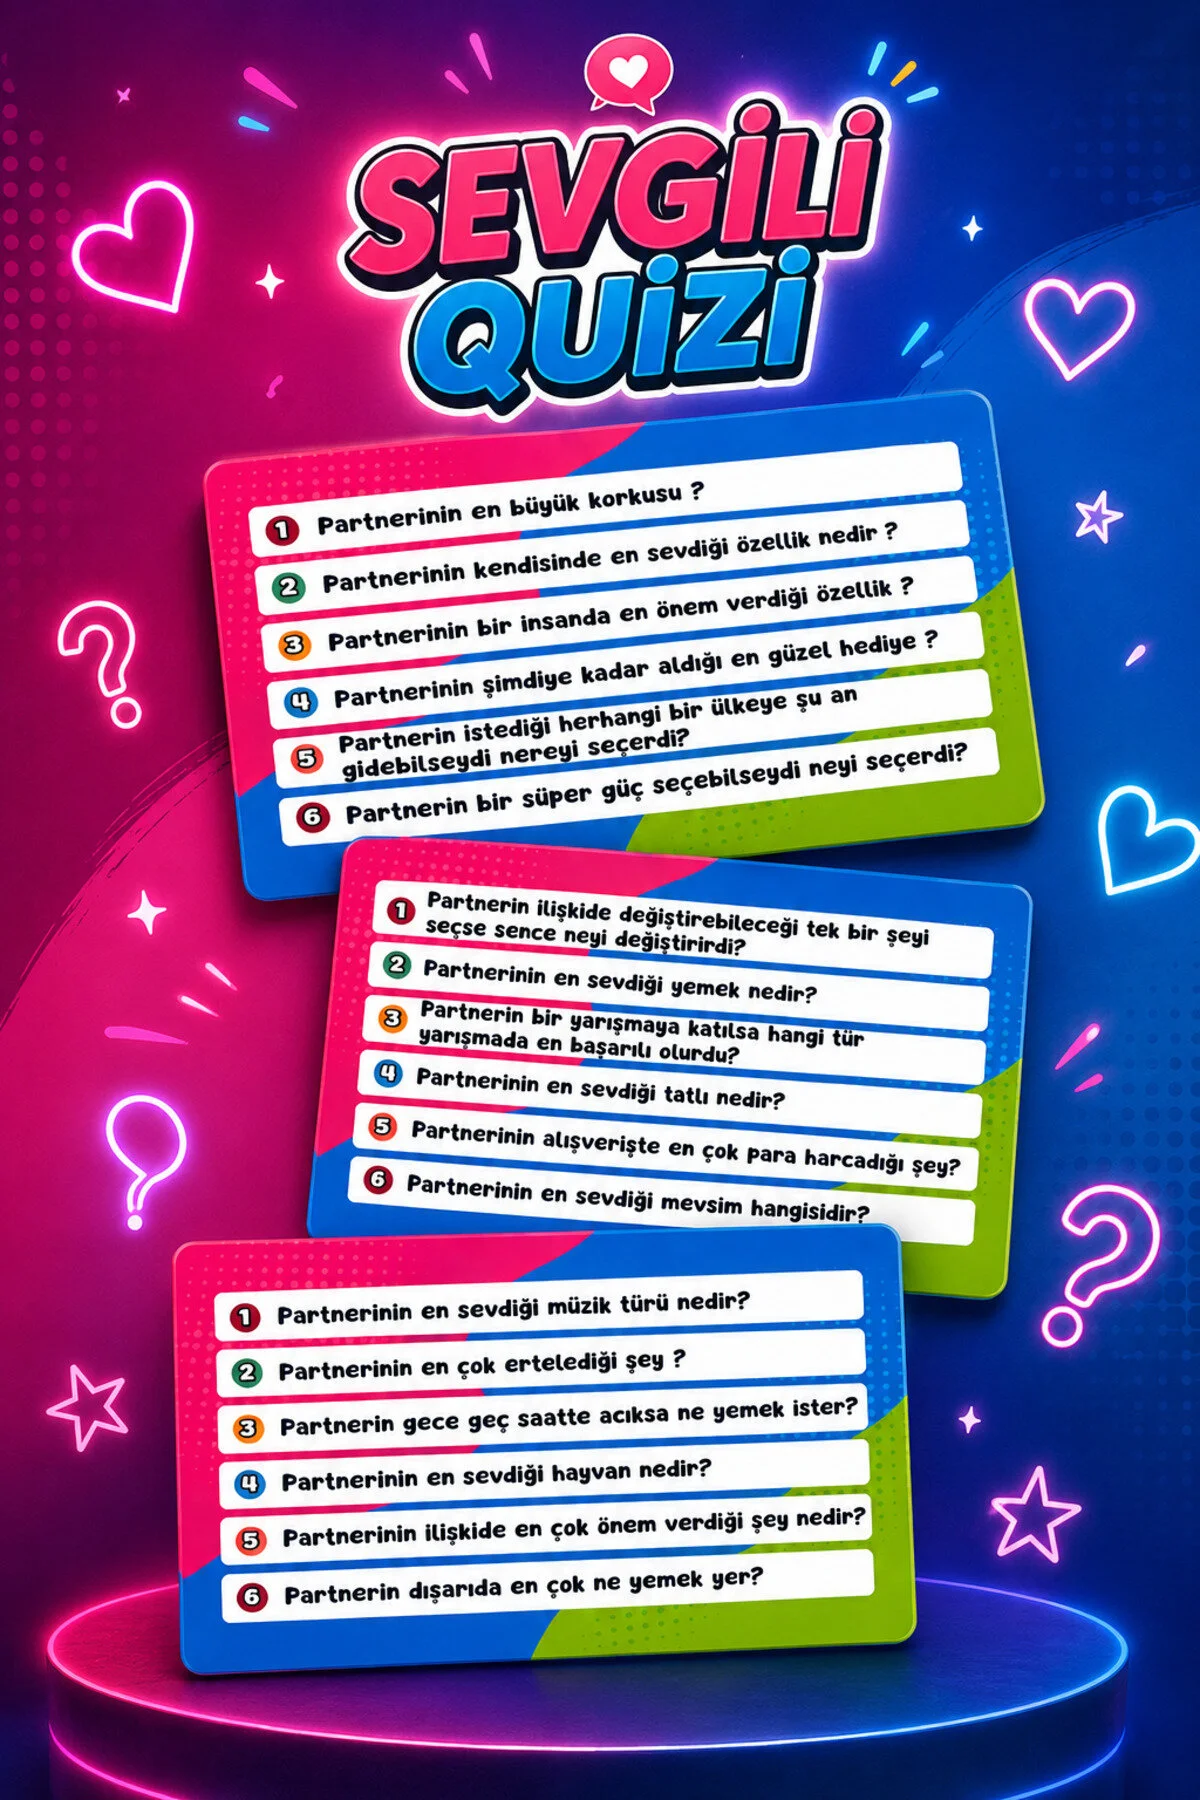 SEVGİLİ
QUİZİ
1 Partnerinin en büyük korkusu ?
2 Partnerinin kendisinde en sevdiği özellik nedir ?
3 Partnerinin bir insanda en önem verdiği özellik ?
4 Partnerinin şimdiye kadar aldığı en güzel hediye ?
5 Partnerin istediği herhangi bir ülkeye şu an
gidebilseydi nereyi seçerdi?
6 Partnerin bir süper güç seçebilseydi neyi seçerdi?
1 Partnerin ilişkide değiştirebileceği tek bir şeyi
seçse sence neyi değiştirirdi?
2 Partnerinin en sevdiği yemek nedir?
3 Partnerin bir yarışmaya katılsa hangi tür
yarışmada en başarılı olurdu?
4 Partnerinin en sevdiği tatlı nedir?
5 Partnerinin alışverişte en çok para harcadığı şey?
6 Partnerinin en sevdiği mevsim hangisidir?
1 Partnerinin en sevdiği müzik türü nedir?
2 Partnerinin en çok ertelediği şey ?
3 Partnerin gece geç saatte acıksa ne yemek ister?
4 Partnerinin en sevdiği hayvan nedir?
5 Partnerinin ilişkide en çok önem verdiği şey nedir?
6 Partnerin dışarıda en çok ne yemek yer?